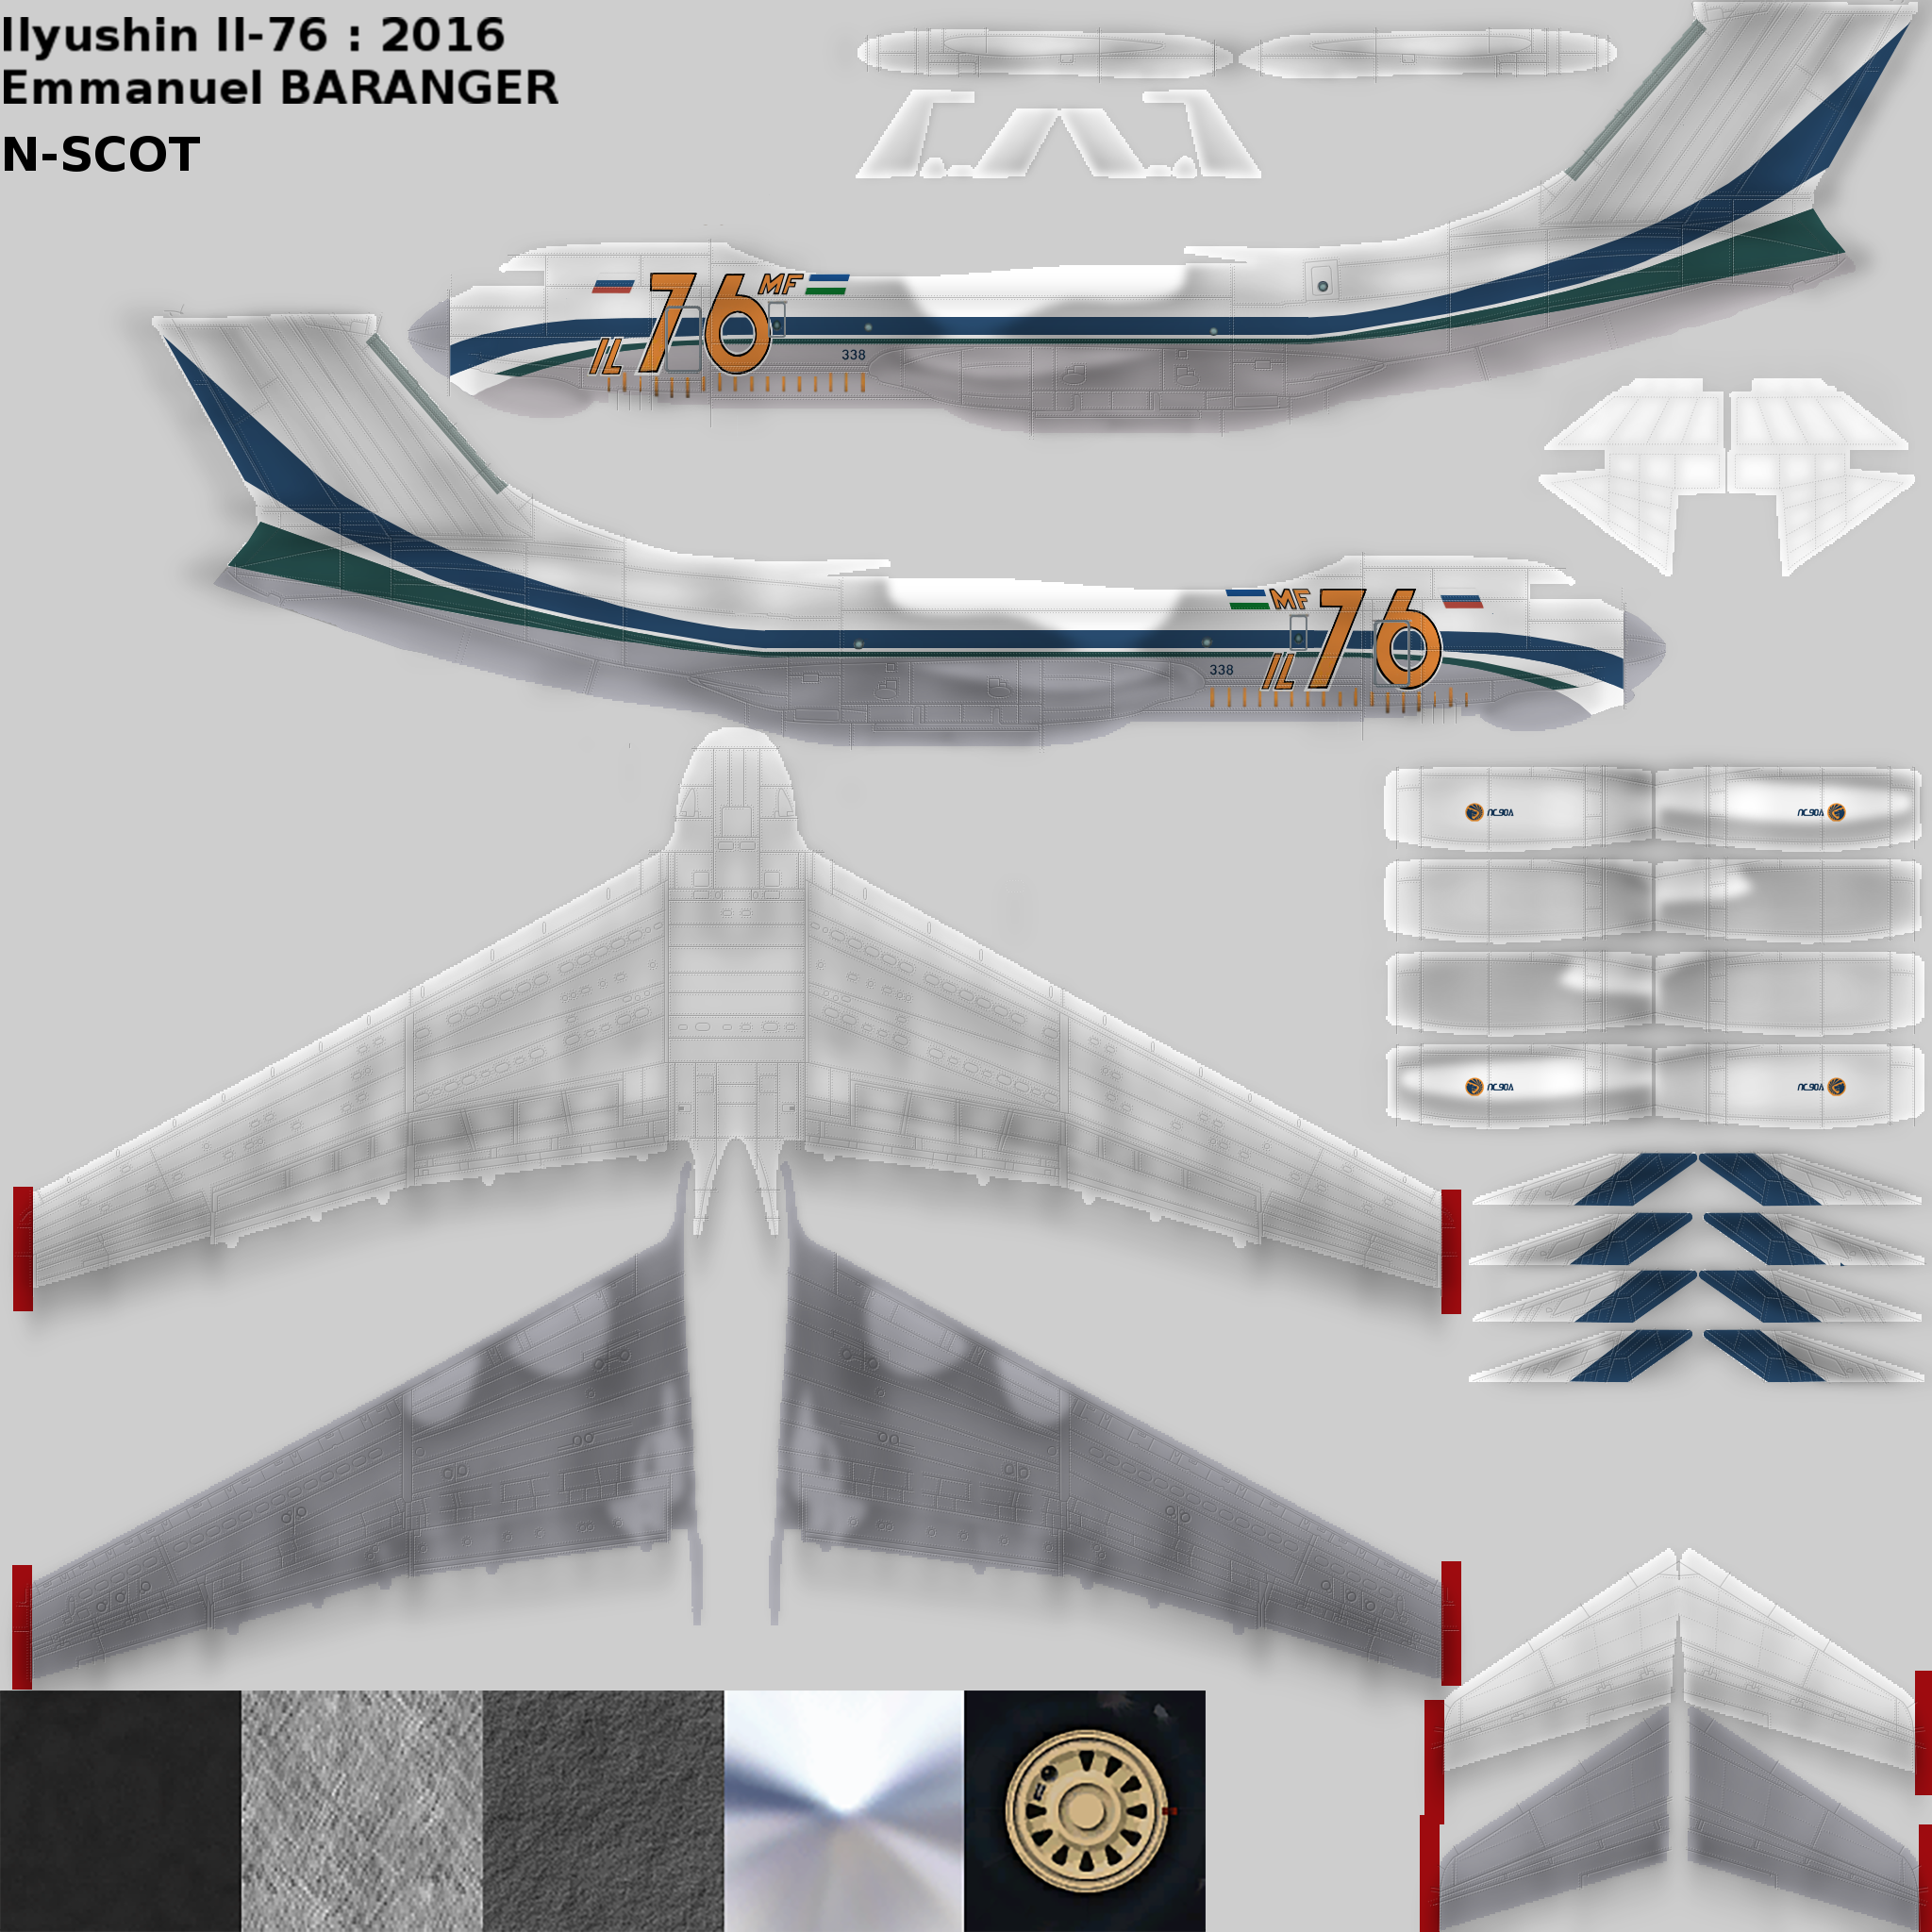 Ilyushin Il-76 : 2016
Emmanuel BARANGER
N-SCOT
76
MF
IL
338
MF
76
338
IL